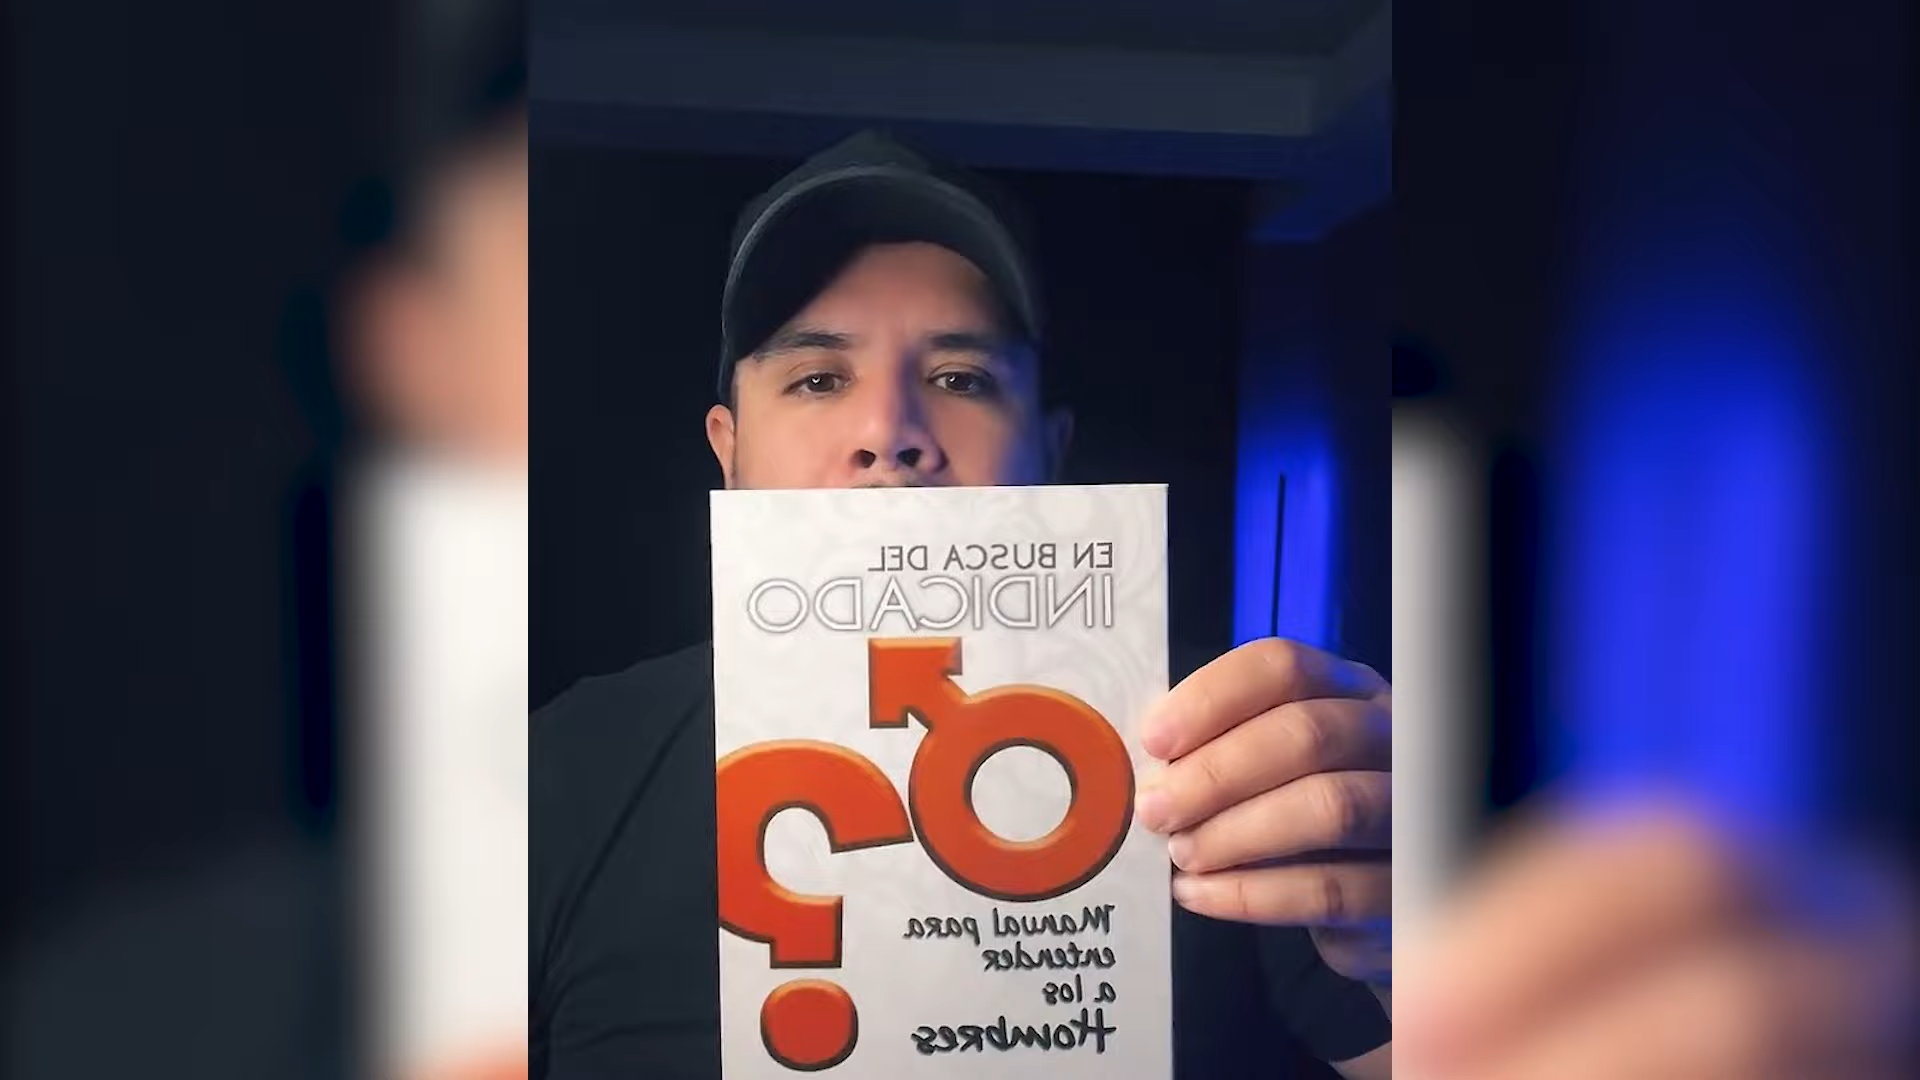 EN BUSCA DEL
INDICADO
?
Manual para
entender
a los
Hombres